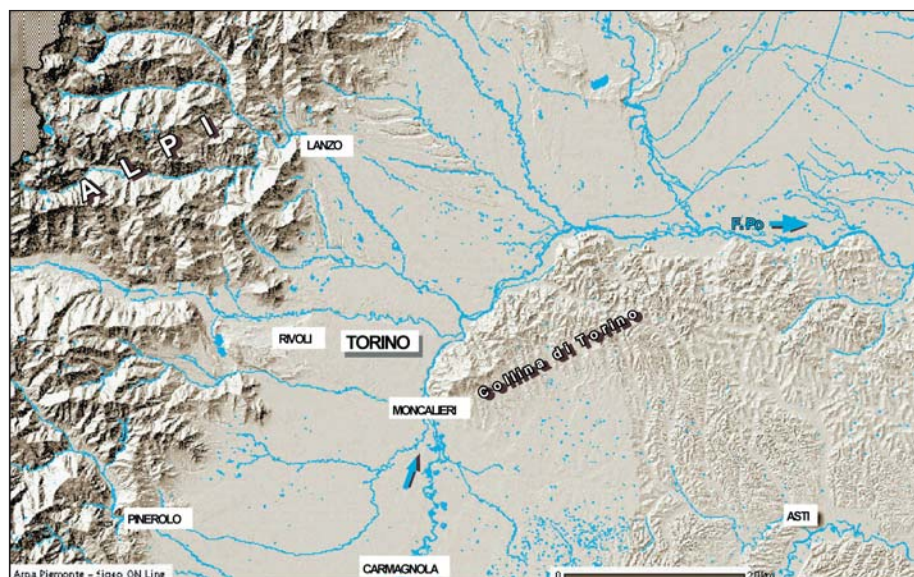 ALPI
LANZO
F. Po
RIVOLI
TORINO
Collina di Torino
MONCALIERI
PINEROLO
ASTI
CARMAGNOLA
Arpa Piemonte - sigeo ON Line
0 20 Km